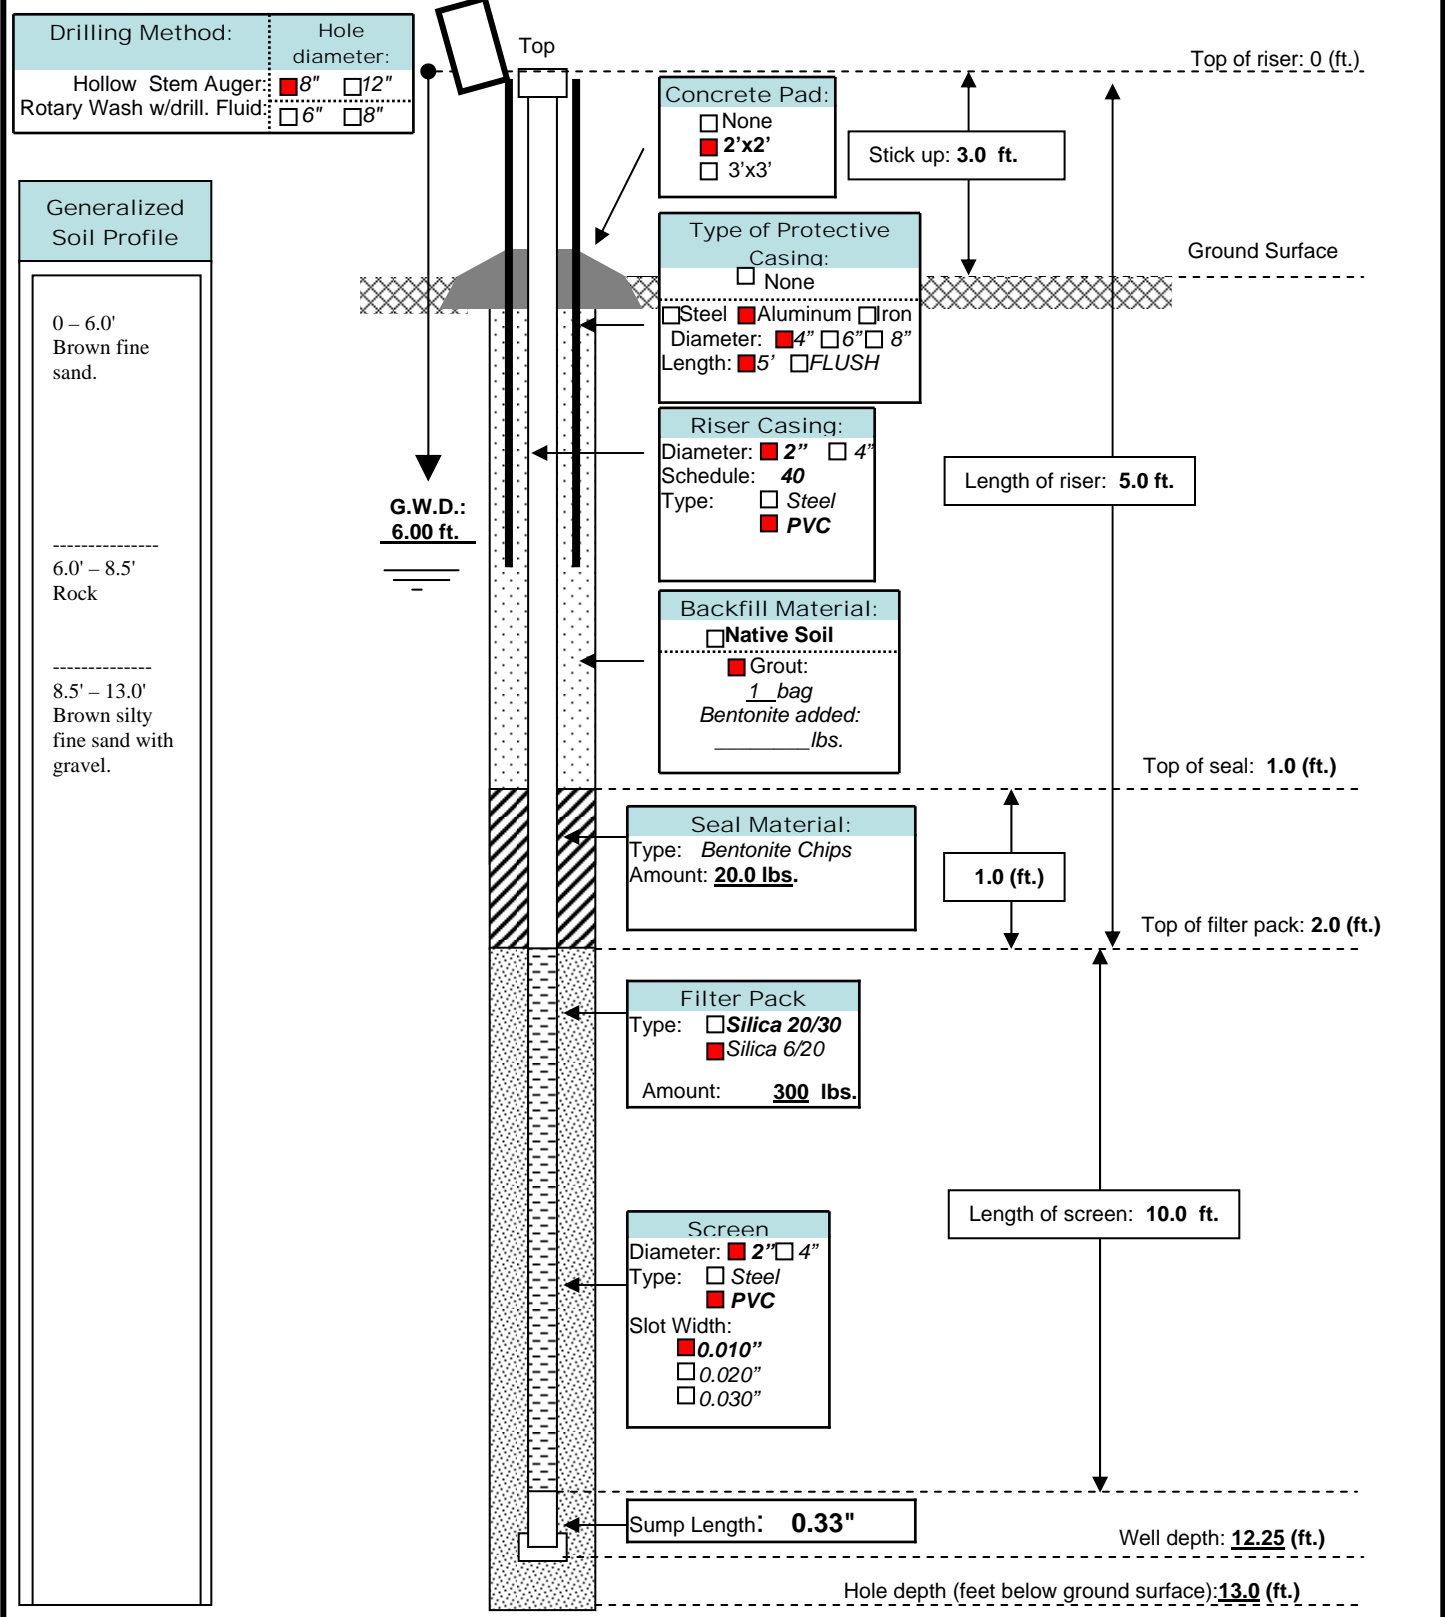 Drilling Method:
Hole
diameter:
Hollow Stem Auger: 8" 12"
Rotary Wash w/drill. Fluid: 6" 8"
Top
Top of riser: 0 (ft.)
Concrete Pad:
None
2’x2’
3’x3’
Stick up: 3.0 ft.
Generalized
Soil Profile
0 – 6.0'
Brown fine
sand.
---------------
6.0' – 8.5'
Rock
--------------
8.5' – 13.0'
Brown silty
fine sand with
gravel.
Type of Protective
Casing:
None
Steel Aluminum Iron
Diameter: 4” 6” 8”
Length: 5’ FLUSH
Ground Surface
Riser Casing:
Diameter: 2” 4”
Schedule: 40
Type: Steel
PVC
Length of riser: 5.0 ft.
G.W.D.:
6.00 ft.
Backfill Material:
Native Soil
Grout:
1 bag
Bentonite added:
________lbs.
Top of seal: 1.0 (ft.)
Seal Material:
Type: Bentonite Chips
Amount: 20.0 lbs.
1.0 (ft.)
Top of filter pack: 2.0 (ft.)
Filter Pack
Type: Silica 20/30
Silica 6/20
Amount: 300 lbs.
Length of screen: 10.0 ft.
Screen
Diameter: 2” 4”
Type: Steel
PVC
Slot Width:
0.010”
0.020”
0.030”
Sump Length: 0.33"
Well depth: 12.25 (ft.)
Hole depth (feet below ground surface):13.0 (ft.)